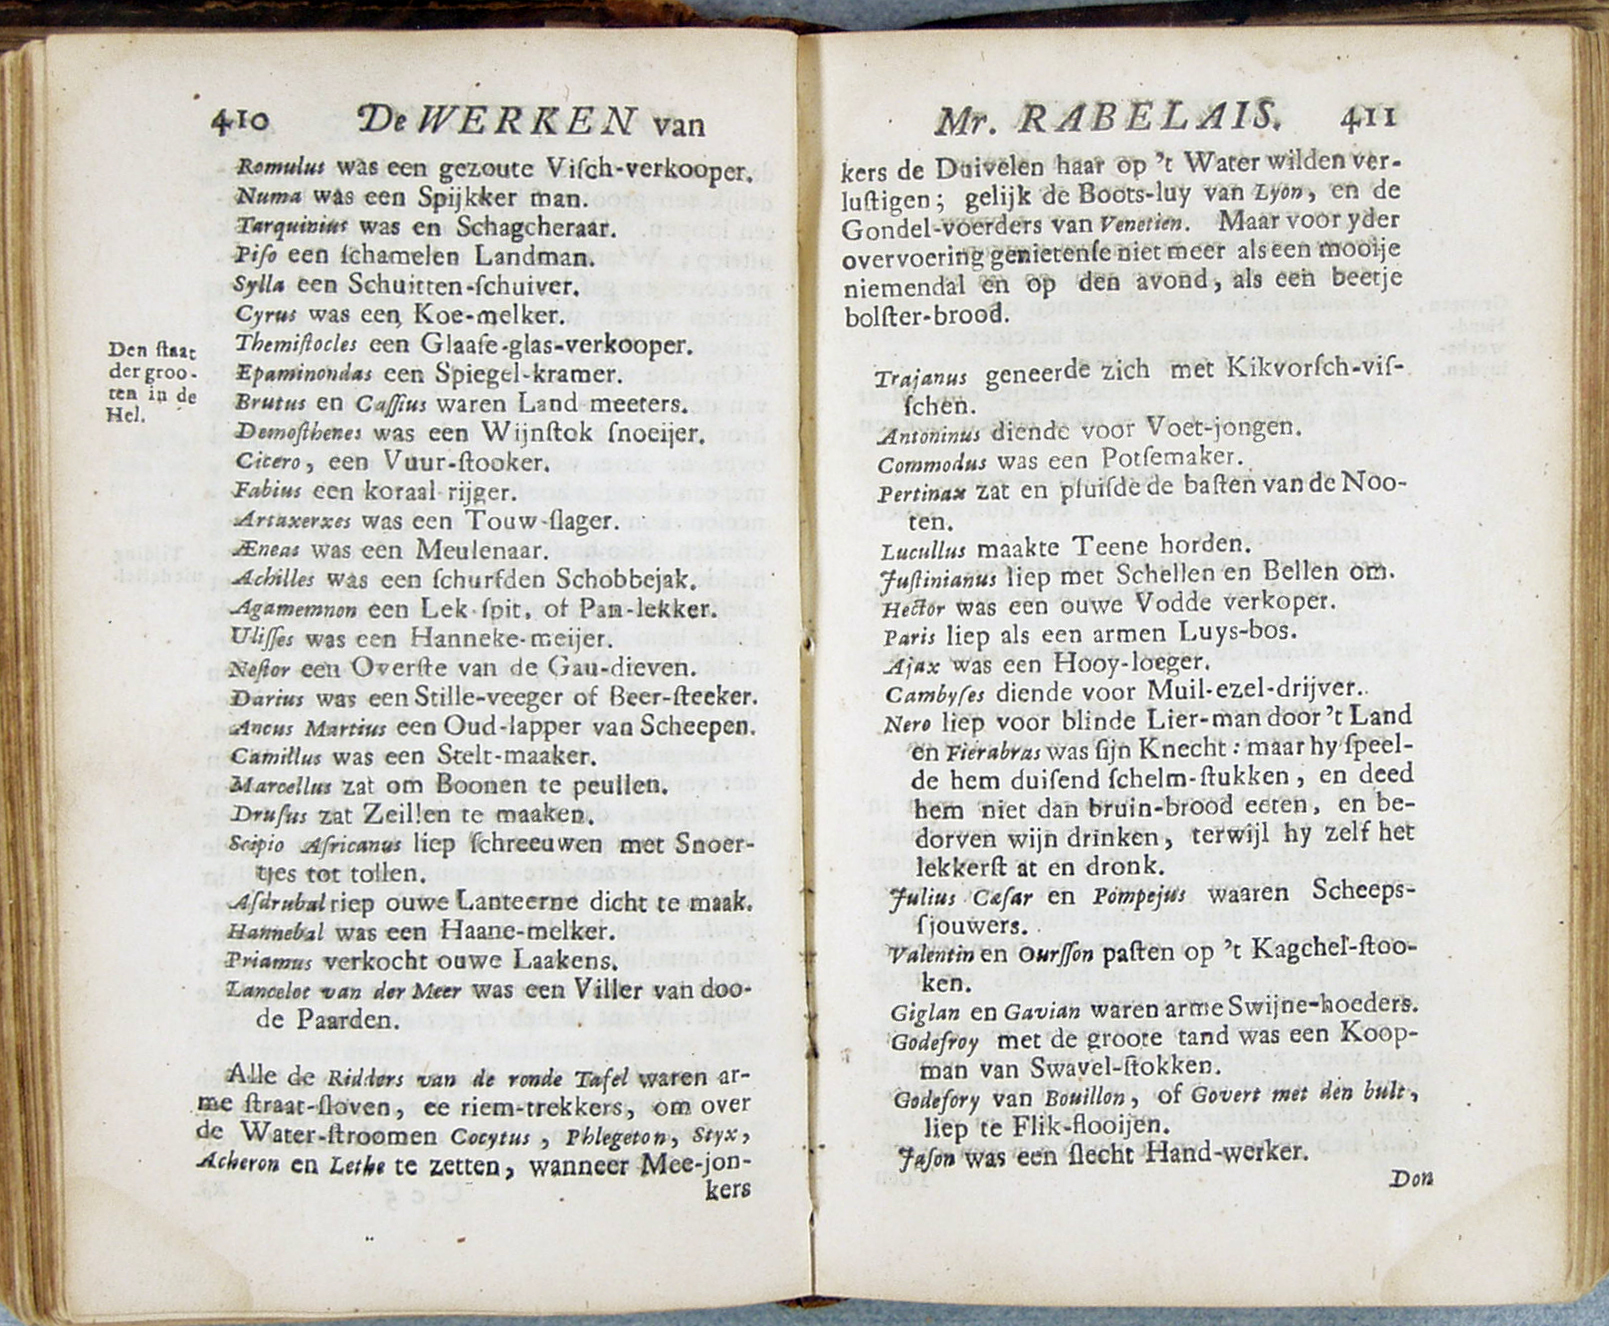 410 De WERKEN van
Romulus was een gezoute Viſch-verkooper.
Numa was een Spijkker man.
Tarquinius was en Schagcheraar.
Piſo een ſchamelen Landman.
Sylla een Schuitten-ſchuiver.
Cyrus was een Koe-melker.
Themiſtocles een Glaaſe-glas-verkooper.
Epaminondas een Spiegel-kramer.
Brutus en Caſſius waren Land-meeters.
Demoſthenes was een Wijnſtok ſnoeijer.
Cicero, een Vuur-ſtooker.
Fabius een koraal-rijger.
Artaxerxes was een Touw-ſlager.
Æneas was een Meulenaar.
Achilles was een ſchurfden Schobbejak.
Agamemnon een Lek-ſpit, of Pan-lekker.
Uliſſes was een Hanneke-meijer.
Neſtor een Overſte van de Gau-dieven.
Darius was een Stille-veeger of Beer-ſteeker.
Ancus Martius een Oud-lapper van Scheepen.
Camillus was een Stelt-maaker.
Marcellus zat om Boonen te peullen.
Druſus zat Zeillen te maaken.
Scipio Africanus liep ſchreeuwen met Snoer-
tjes tot tollen.
Aſdrubal riep ouwe Lanteerne dicht te maak.
Hannebal was een Haane-melker.
Priamus verkocht ouwe Laakens.
Lancelot van der Meer was een Viller van doo-
de Paarden.
Den ſtaat
der groo-
ten in de
Hel.
Alle de Ridders van de ronde Tafel waren ar-
me ſtraat-ſloven, ee riem-trekkers, om over
de Water-ſtroomen Cocytus, Phlegeton, Styx,
Acheron en Lethe te zetten, wanneer Mee-jon-
kers
Mr. RABELAIS. 411
kers de Duivelen haar op 't Water wilden ver-
luſtigen; gelijk de Boots-luy van Lyon, en de
Gondel-voerders van Venetien. Maar voor yder
overvoering genietenſe niet meer als een mooije
niemendal en op den avond, als een beetje
bolſter-brood.
Trajanus geneerde zich met Kikvorſch-viſ-
ſchen.
Antoninus diende voor Voet-jongen.
Commodus was een Potſemaker.
Pertinax zat en pluiſde de baſten van de Noo-
ten.
Lucullus maakte Teene horden.
Juſtinianus liep met Schellen en Bellen om.
Hector was een ouwe Vodde verkoper.
Paris liep als een armen Luys-bos.
Ajax was een Hooy-loeger.
Cambyſes diende voor Muil-ezel-drijver.
Nero liep voor blinde Lier-man door 't Land
en Fierabras was ſijn Knecht: maar hy ſpeel-
de hem duiſend ſchelm-ſtukken, en deed
hem niet dan bruin-brood eeten, en be-
dorven wijn drinken, terwijl hy zelf het
lekkerſt at en dronk.
Julius Cæſar en Pompejus waaren Scheeps-
ſjouwers.
Valentin en Ourſſon paſten op 't Kagchel-ſtoo-
ken.
Giglan en Gavian waren arme Swijne-hoeders.
Godefroy met de groote tand was een Koop-
man van Swavel-ſtokken.
Godefory van Bouillon, of Govert met den bult,
liep te Flik-flooijen.
Jaſon was een ſlecht Hand-werker.
Don